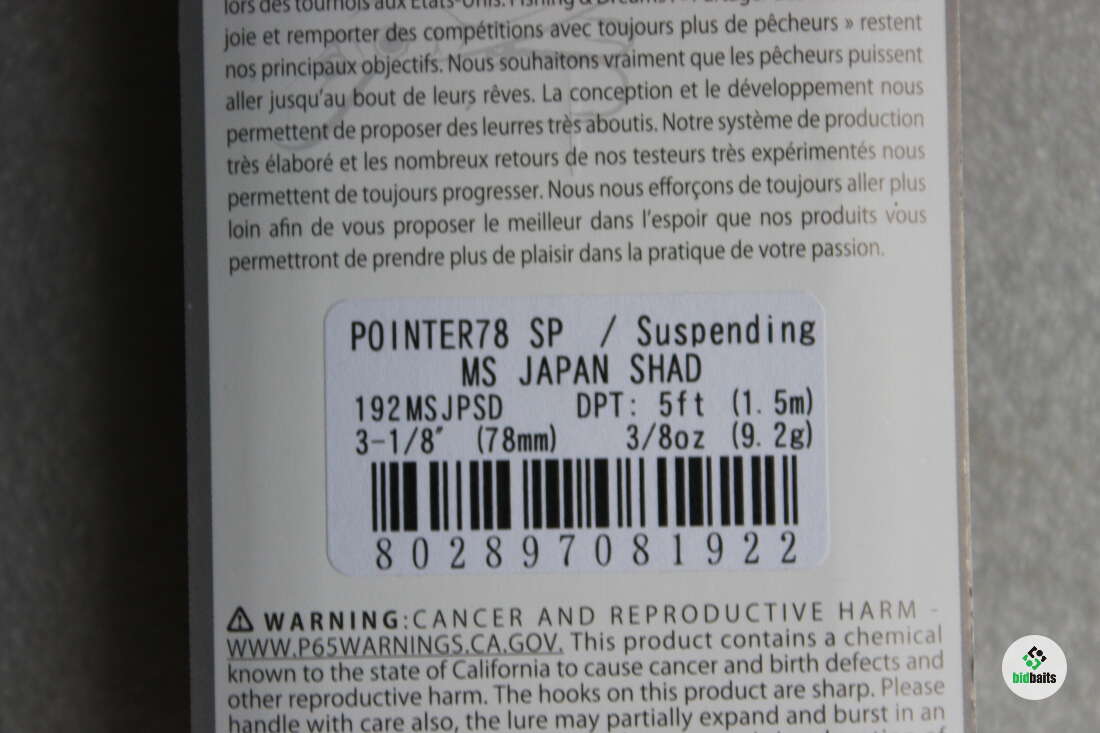 lors des tournois aux États-Unis. Fishing & Dreams
joie et remporter des compétitions avec toujours plus de pêcheurs » restent
nos principaux objectifs. Nous souhaitons vraiment que les pêcheurs puissent
aller jusqu'au bout de leurs rêves. La conception et le développement nous
permettent de proposer des leurres très aboutis. Notre système de production
très élaboré et les nombreux retours de nos testeurs très expérimentés nous
permettent de toujours progresser. Nous nous efforçons de toujours aller plus
loin afin de vous proposer le meilleur dans l'espoir que nos produits vous
permettront de prendre plus de plaisir dans la pratique de votre passion.
POINTER78 SP / Suspending
MS JAPAN SHAD
192MSJPSD DPT: 5ft (1.5m)
3-1/8″ (78mm) 3/8oz (9.2g)
802897081922
⚠ WARNING:CANCER AND REPRODUCTIVE HARM -
WWW.P65WARNINGS.CA.GOV. This product contains a chemical
known to the state of California to cause cancer and birth defects and
other reproductive harm. The hooks on this product are sharp. Please
handle with care also, the lure may partially expand and burst in an
bidbaits